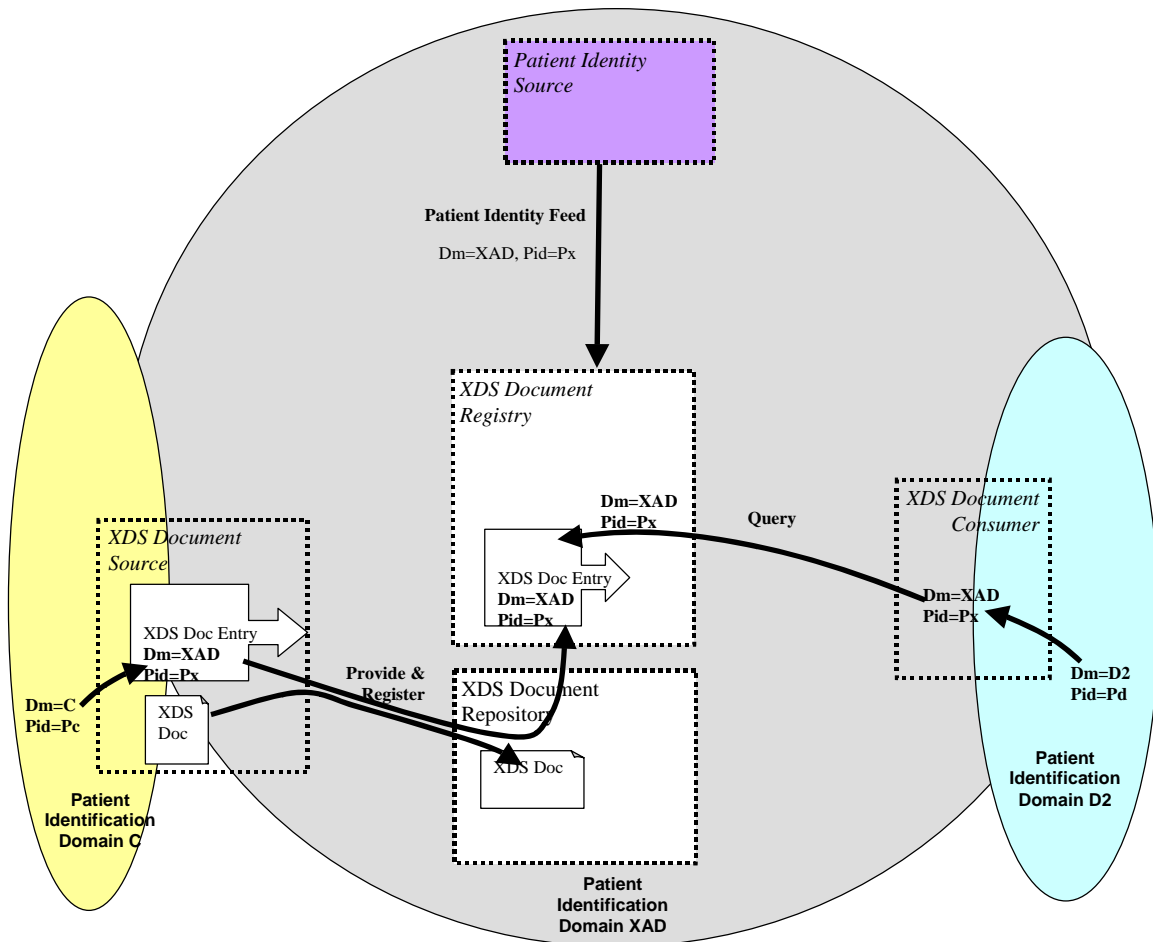 Patient Identity
Source
Patient Identity Feed
Dm=XAD, Pid=Px
XDS Document
Registry
Dm=XAD
Pid=Px
XDS Doc Entry
Dm=XAD
Pid=Px
Query
XDS Document
Consumer
Dm=XAD
Pid=Px
Dm=D2
Pid=Pd
Patient
Identification
Domain D2
XDS Document
Source
XDS Doc Entry
Dm=XAD
Pid=Px
Dm=C
Pid=Pc
XDS
Doc
Patient
Identification
Domain C
Provide &
Register
XDS Document
Repository
XDS Doc
Patient
Identification
Domain XAD